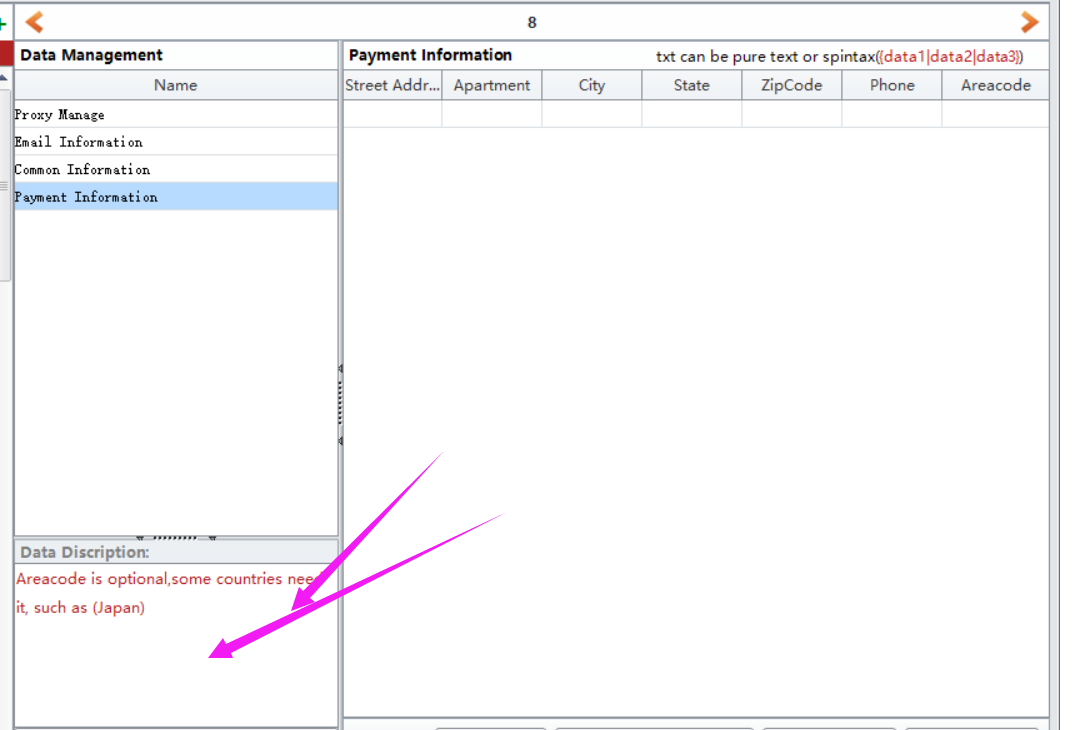 8
Data Management
Payment Information txt can be pure text or spintax({data1|data2|data3})
Name
Street Addr... Apartment City State ZipCode Phone Areacode
Proxy Manage
Email Information
Common Information
Payment Information
Data Discription:
Areacode is optional,some countries need
it, such as (Japan)